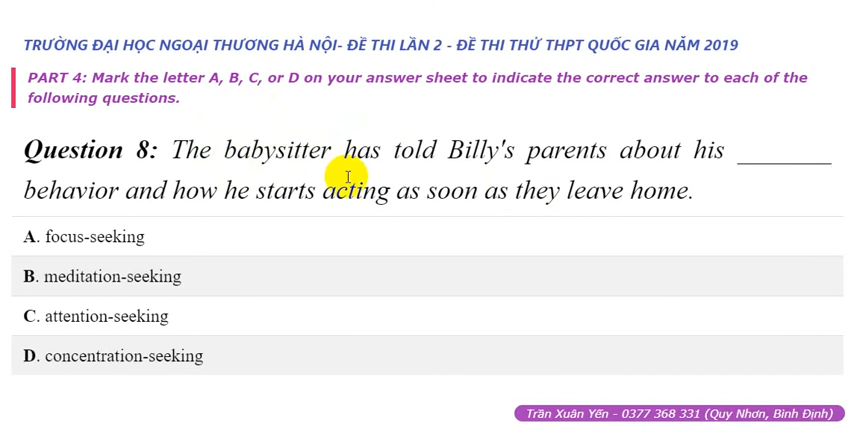 TRƯỜNG ĐẠI HỌC NGOẠI THƯƠNG HÀ NỘI- ĐỀ THI LẦN 2 - ĐỀ THI THỬ THPT QUỐC GIA NĂM 2019
PART 4: Mark the letter A, B, C, or D on your answer sheet to indicate the correct answer to each of the
following questions.
Question 8: The babysitter has told Billy's parents about his ________
behavior and how he starts acting as soon as they leave home.
A. focus-seeking
B. meditation-seeking
C. attention-seeking
D. concentration-seeking
Trần Xuân Yến - 0377 368 331 (Quy Nhơn, Bình Định)